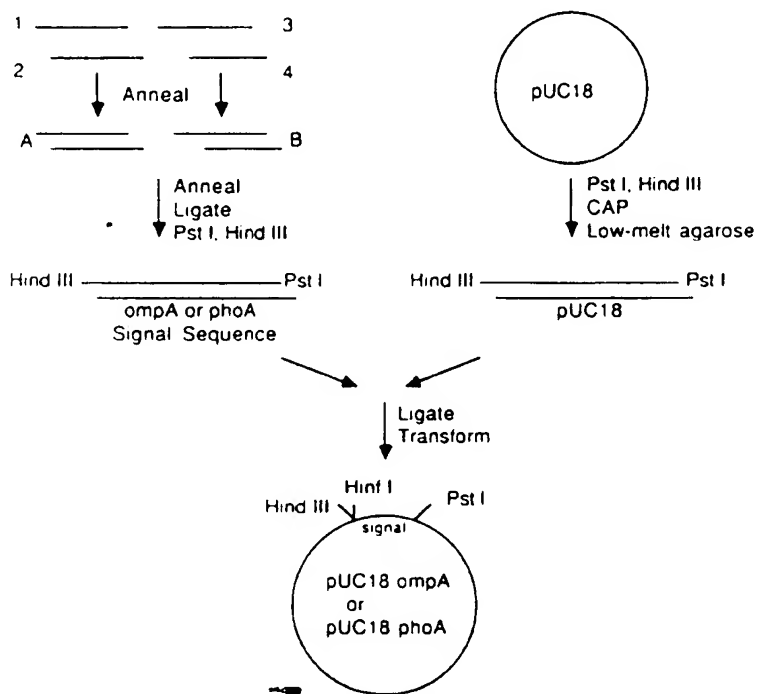 1
3
2
4
Anneal
A
B
Anneal
Ligate
Pst I, Hind III
Hind III
Pst I
ompA or phoA
Signal Sequence
pUC18
Pst I, Hind III
CAP
Low-melt agarose
Hind III
Pst I
pUC18
Ligate
Transform
Hinf I
Hind III
Pst I
signal
pUC18 ompA
or
pUC18 phoA